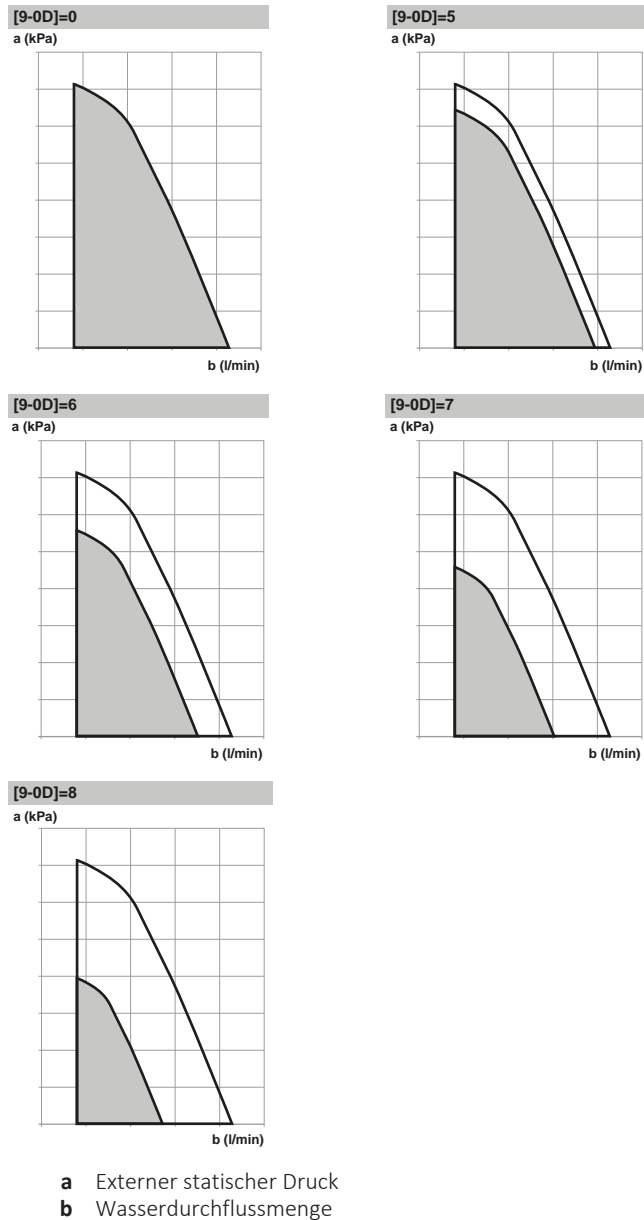 [9-0D]=0
a (kPa)
b (l/min)
[9-0D]=5
a (kPa)
b (l/min)
[9-0D]=6
a (kPa)
b (l/min)
[9-0D]=7
a (kPa)
b (l/min)
[9-0D]=8
a (kPa)
b (l/min)
a Externer statischer Druck
b Wasserdurchflussmenge